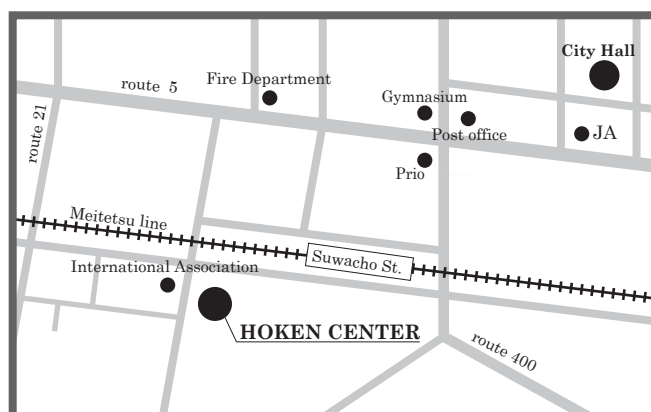 City Hall
Fire Department
route 5
Gymnasium
route 21
Post office
JA
Prio
Meitetsu line
Suwacho St.
International Association
HOKEN CENTER
route 400